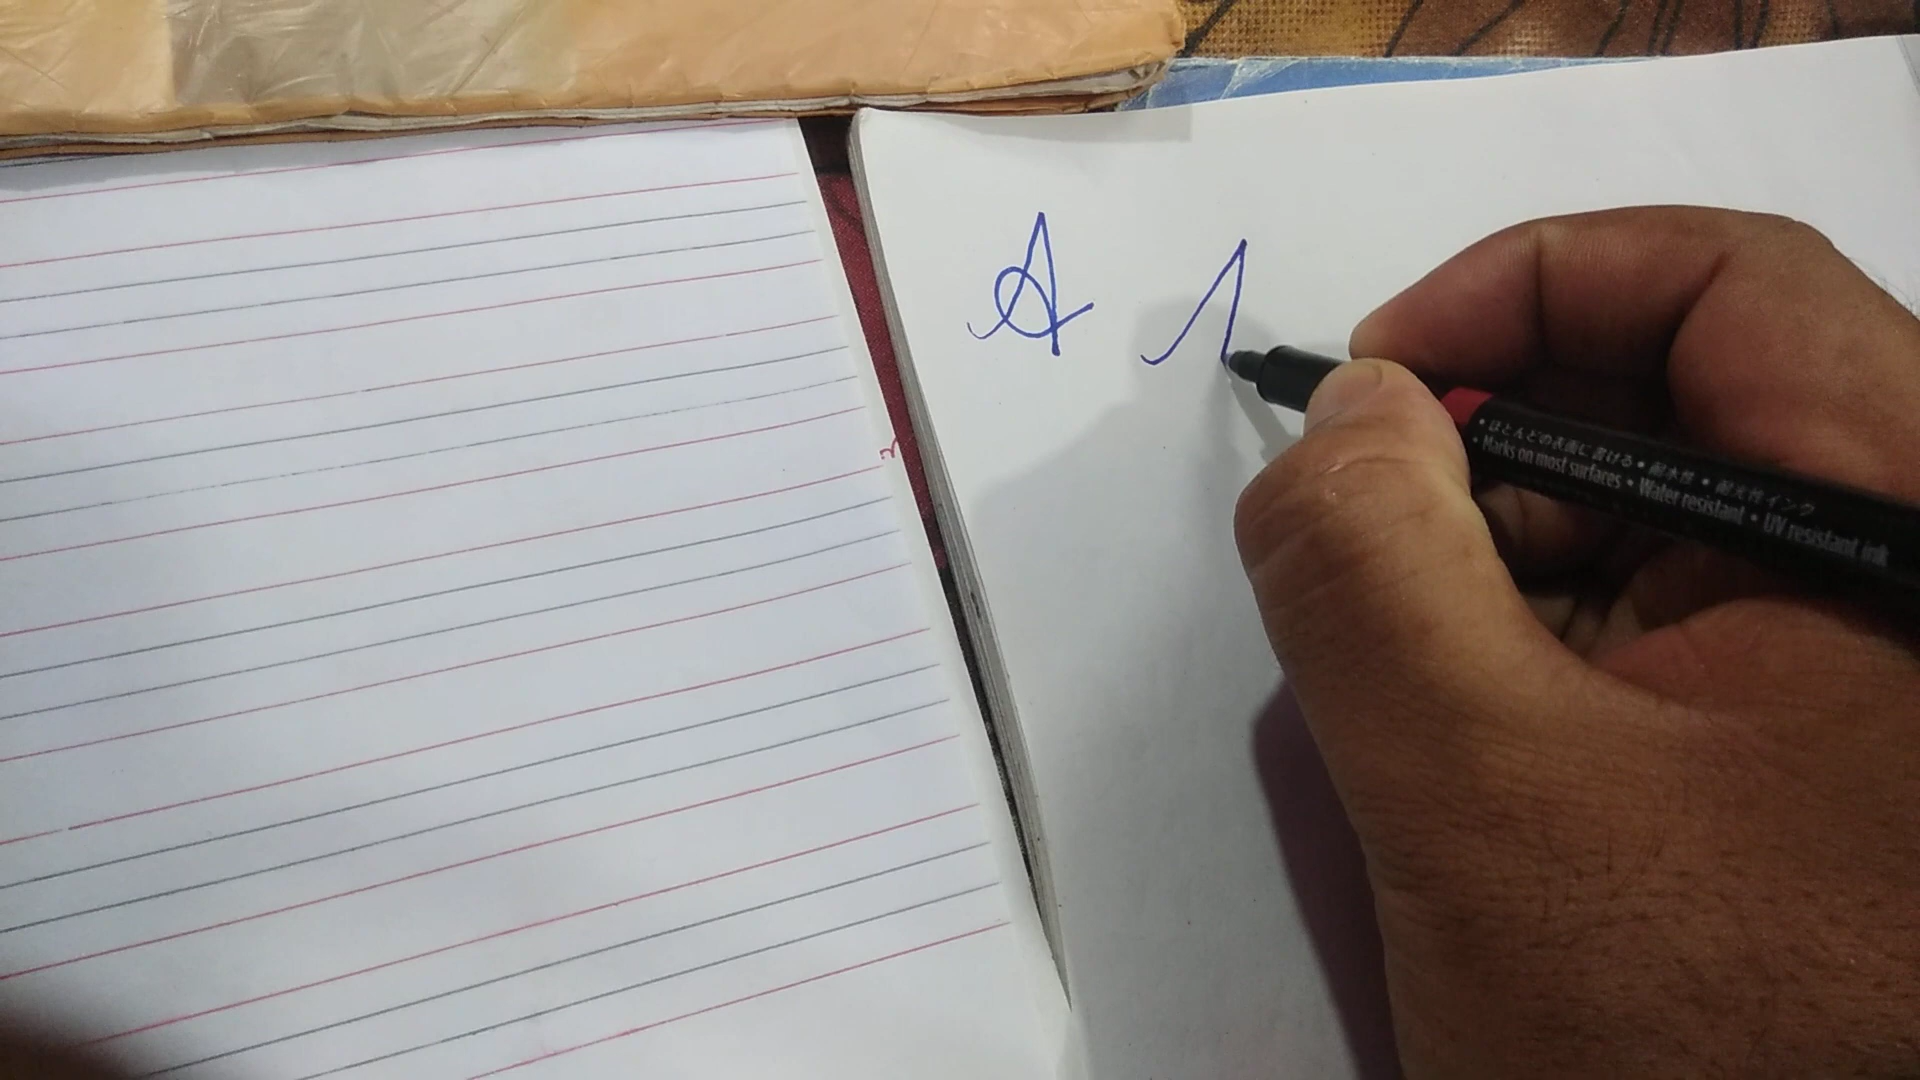 A
• ほとんどの表面に書ける • 耐水性 • 耐光性インク
• Marks on most surfaces • Water resistant • UV resistant ink